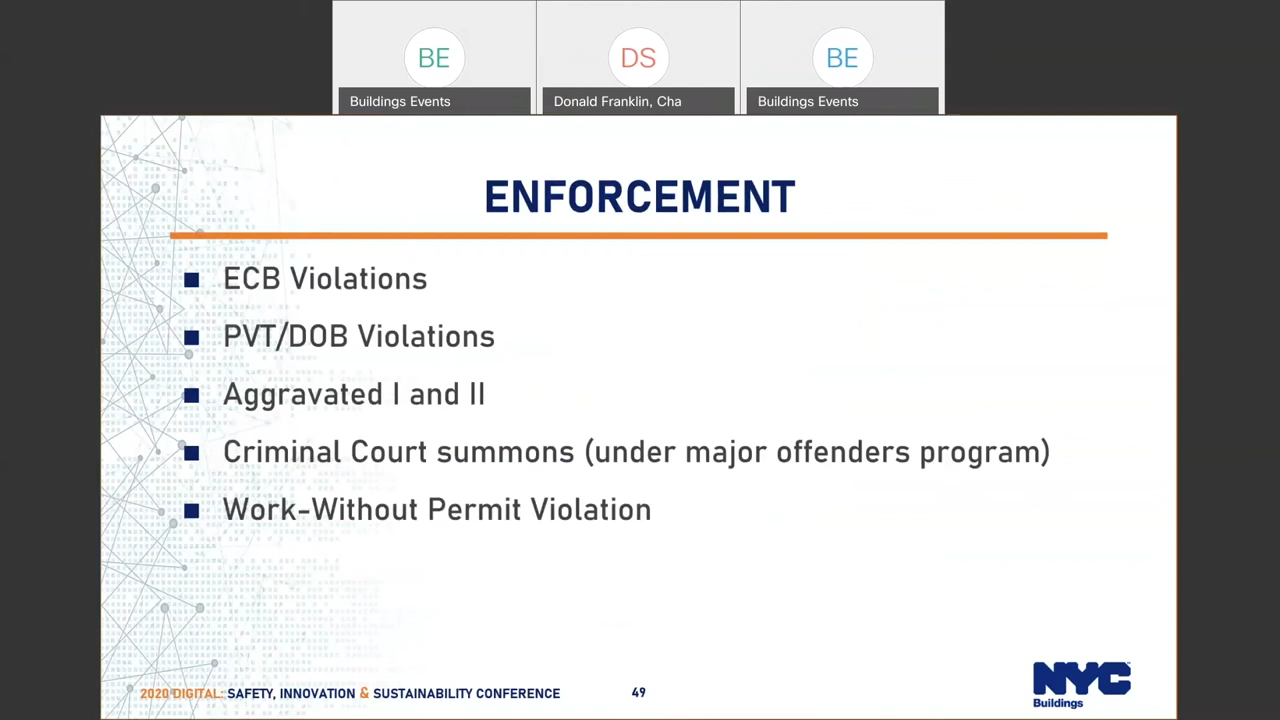 BE
DS
BE
Buildings Events
Donald Franklin, Cha
Buildings Events
ENFORCEMENT
ECB Violations
PVT/DOB Violations
Aggravated I and II
Criminal Court summons (under major offenders program)
Work-Without Permit Violation
2020 DIGITAL: SAFETY, INNOVATION & SUSTAINABILITY CONFERENCE
49
NYC
Buildings